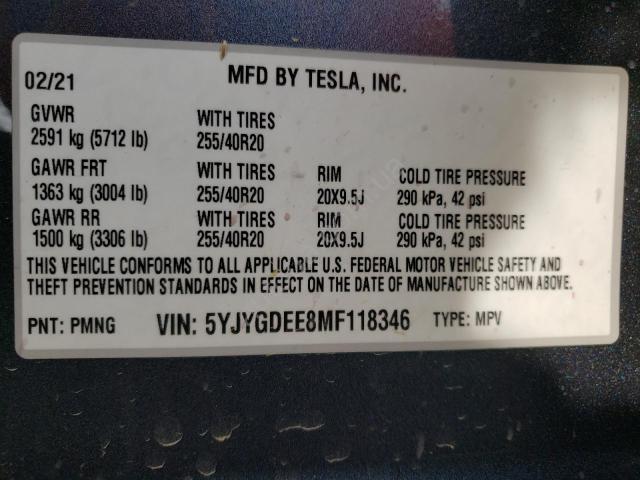 02/21 MFD BY TESLA, INC.
GVWR WITH TIRES
2591 kg (5712 lb) 255/40R20
GAWR FRT WITH TIRES RIM COLD TIRE PRESSURE
1363 kg (3004 lb) 255/40R20 20X9.5J 290 kPa, 42 psi
GAWR RR WITH TIRES RIM COLD TIRE PRESSURE
1500 kg (3306 lb) 255/40R20 20X9.5J 290 kPa, 42 psi
THIS VEHICLE CONFORMS TO ALL APPLICABLE U.S. FEDERAL MOTOR VEHICLE SAFETY AND
THEFT PREVENTION STANDARDS IN EFFECT ON THE DATE OF MANUFACTURE SHOWN ABOVE.
PNT: PMNG VIN: 5YJYGDEE8MF118346 TYPE: MPV